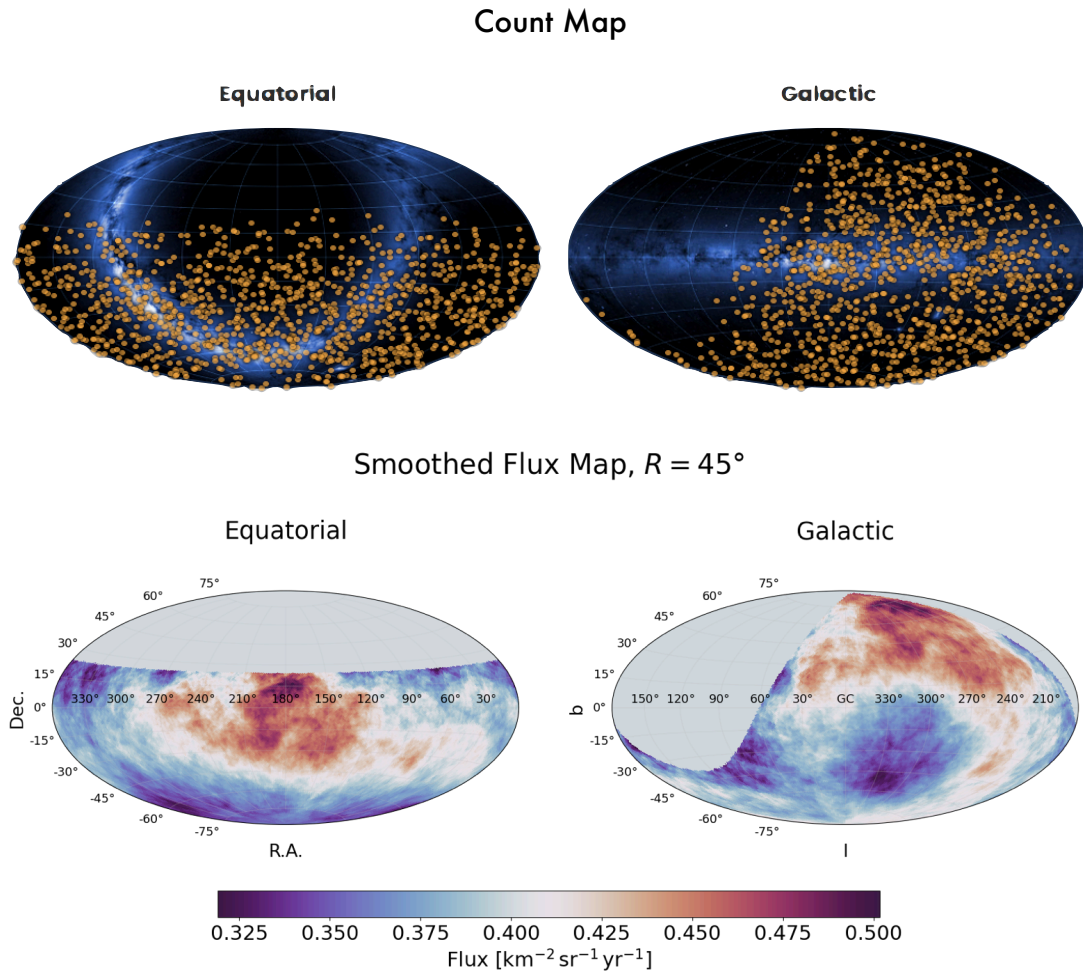 Count Map
Equatorial
Galactic
Smoothed Flux Map, R = 45°
Equatorial
75°
60°
45°
30°
15°
0°
-15°
-30°
-45°
-60°
-75°
330° 300° 270° 240° 210° 180° 150° 120° 90° 60° 30°
Dec.
R.A.
Galactic
75°
60°
45°
30°
15°
0°
-15°
-30°
-45°
-60°
-75°
150° 120° 90° 60° 30° GC 330° 300° 270° 240° 210°
b
l
0.325 0.350 0.375 0.400 0.425 0.450 0.475 0.500
Flux [km⁻² sr⁻¹ yr⁻¹]